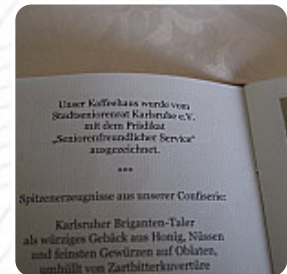 Unser Kaffeehaus wurde vom
Stadtseniorenrat Karlsruhe e.V.
mit dem Prädikat
„Seniorenfreundlicher Service“
ausgezeichnet.
***
Spitzenerzeugnisse aus unserer Confiserie:
Karlsruher Briganten-Taler
als würziges Gebäck aus Honig, Nüssen
und feinsten Gewürzen auf Oblaten,
umhüllt von Zartbitterkuvertüre